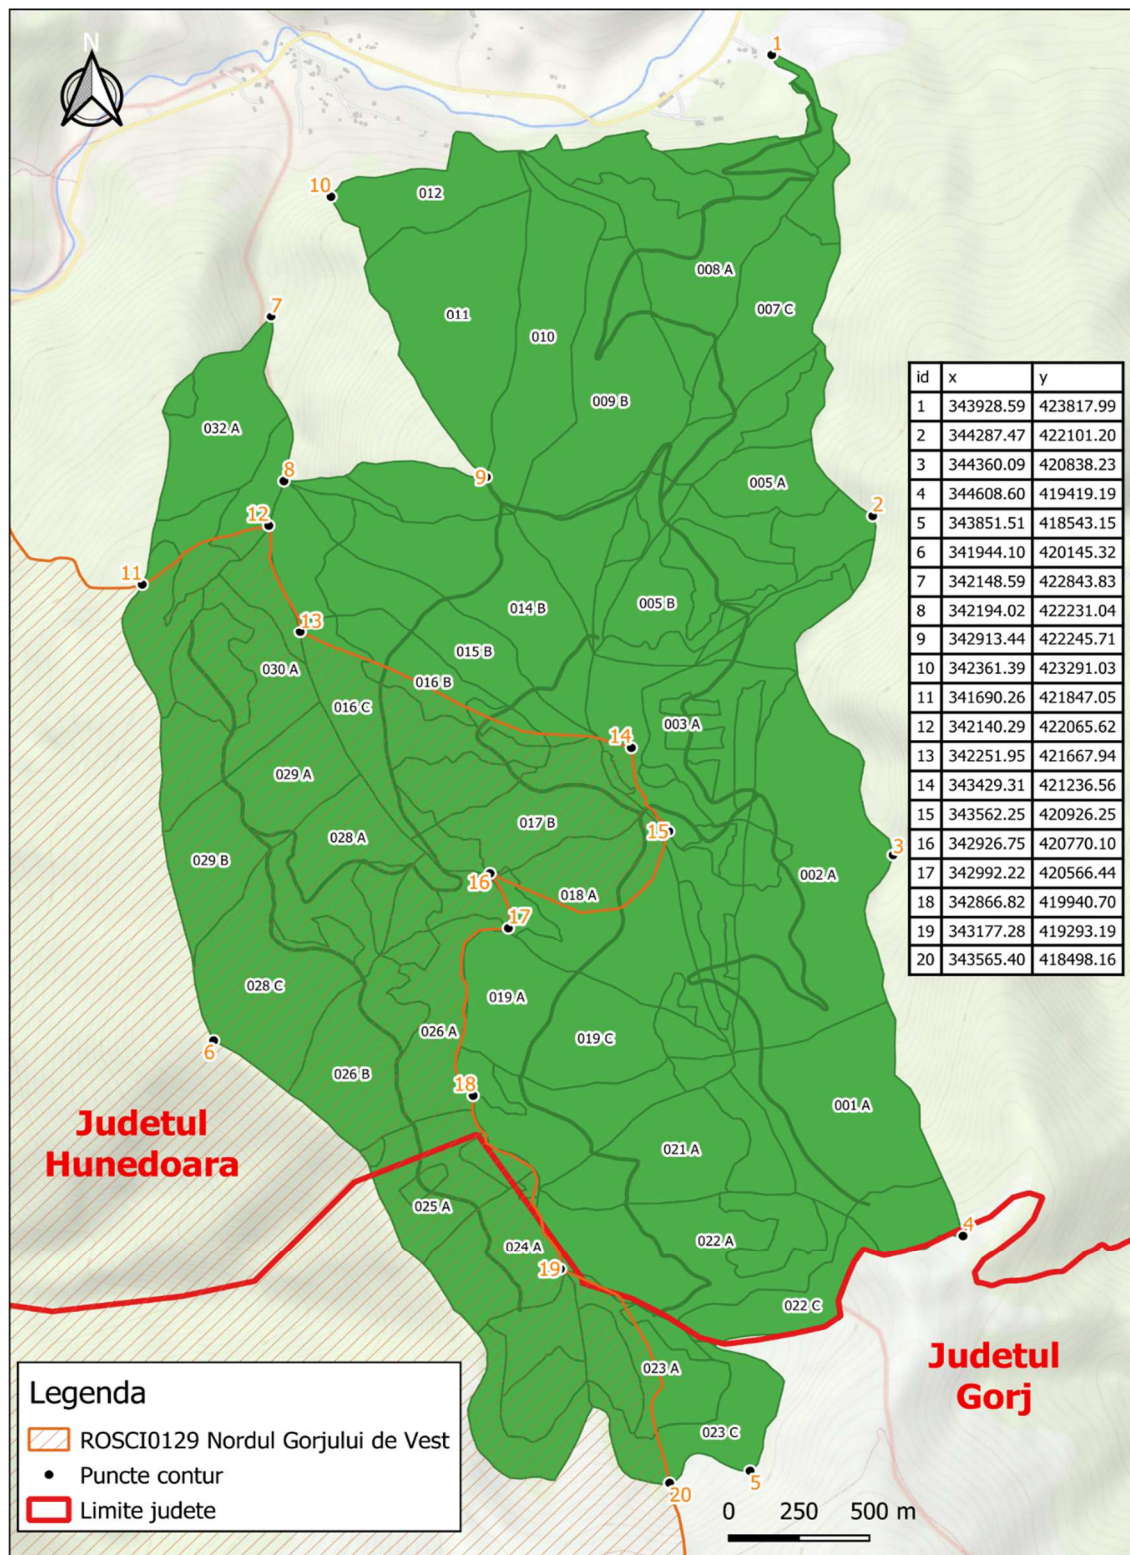 N
1
10
012
008 A
7
011
007 C
010
009 B
032 A
8
9
005 A
2
12
11
014 B
005 B
13
015 B
030 A
016 B
016 C
003 A
14
029 A
017 B
15
028 A
3
029 B
002 A
16
018 A
17
028 C
019 A
026 A
019 C
6
026 B
18
001 A
Judetul
Hunedoara
021 A
025 A
4
022 A
024 A
19
022 C
Judetul
Gorj
023 A
023 C
5
20
id x y
1 343928.59 423817.99
2 344287.47 422101.20
3 344360.09 420838.23
4 344608.60 419419.19
5 343851.51 418543.15
6 341944.10 420145.32
7 342148.59 422843.83
8 342194.02 422231.04
9 342913.44 422245.71
10 342361.39 423291.03
11 341690.26 421847.05
12 342140.29 422065.62
13 342251.95 421667.94
14 343429.31 421236.56
15 343562.25 420926.25
16 342926.75 420770.10
17 342992.22 420566.44
18 342866.82 419940.70
19 343177.28 419293.19
20 343565.40 418498.16
Legenda
ROSCI0129 Nordul Gorjului de Vest
Puncte contur
Limite judete
0 250 500 m